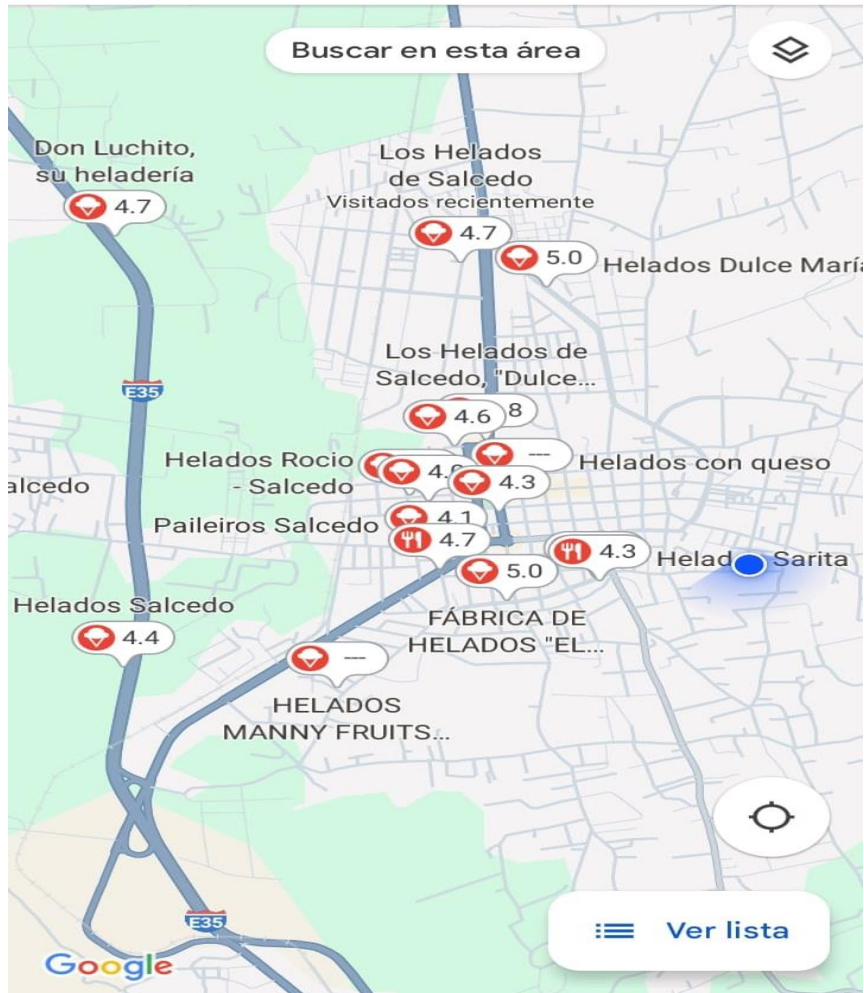 Buscar en esta área
Don Luchito,
su heladería
4.7
Los Helados
de Salcedo
Visitados recientemente
4.7
5.0
Helados Dulce María
E35
Los Helados de
Salcedo, "Dulce...
4.6
8
---
Helados con queso
Helados Rocio
- Salcedo
4.3
alcedo
Paileiros Salcedo
4.1
4.7
4.3
Sarita
5.0
Helados Salcedo
4.4
FÁBRICA DE
HELADOS "EL...
---
HELADOS
MANNY FRUITS...
E35
Ver lista
Google